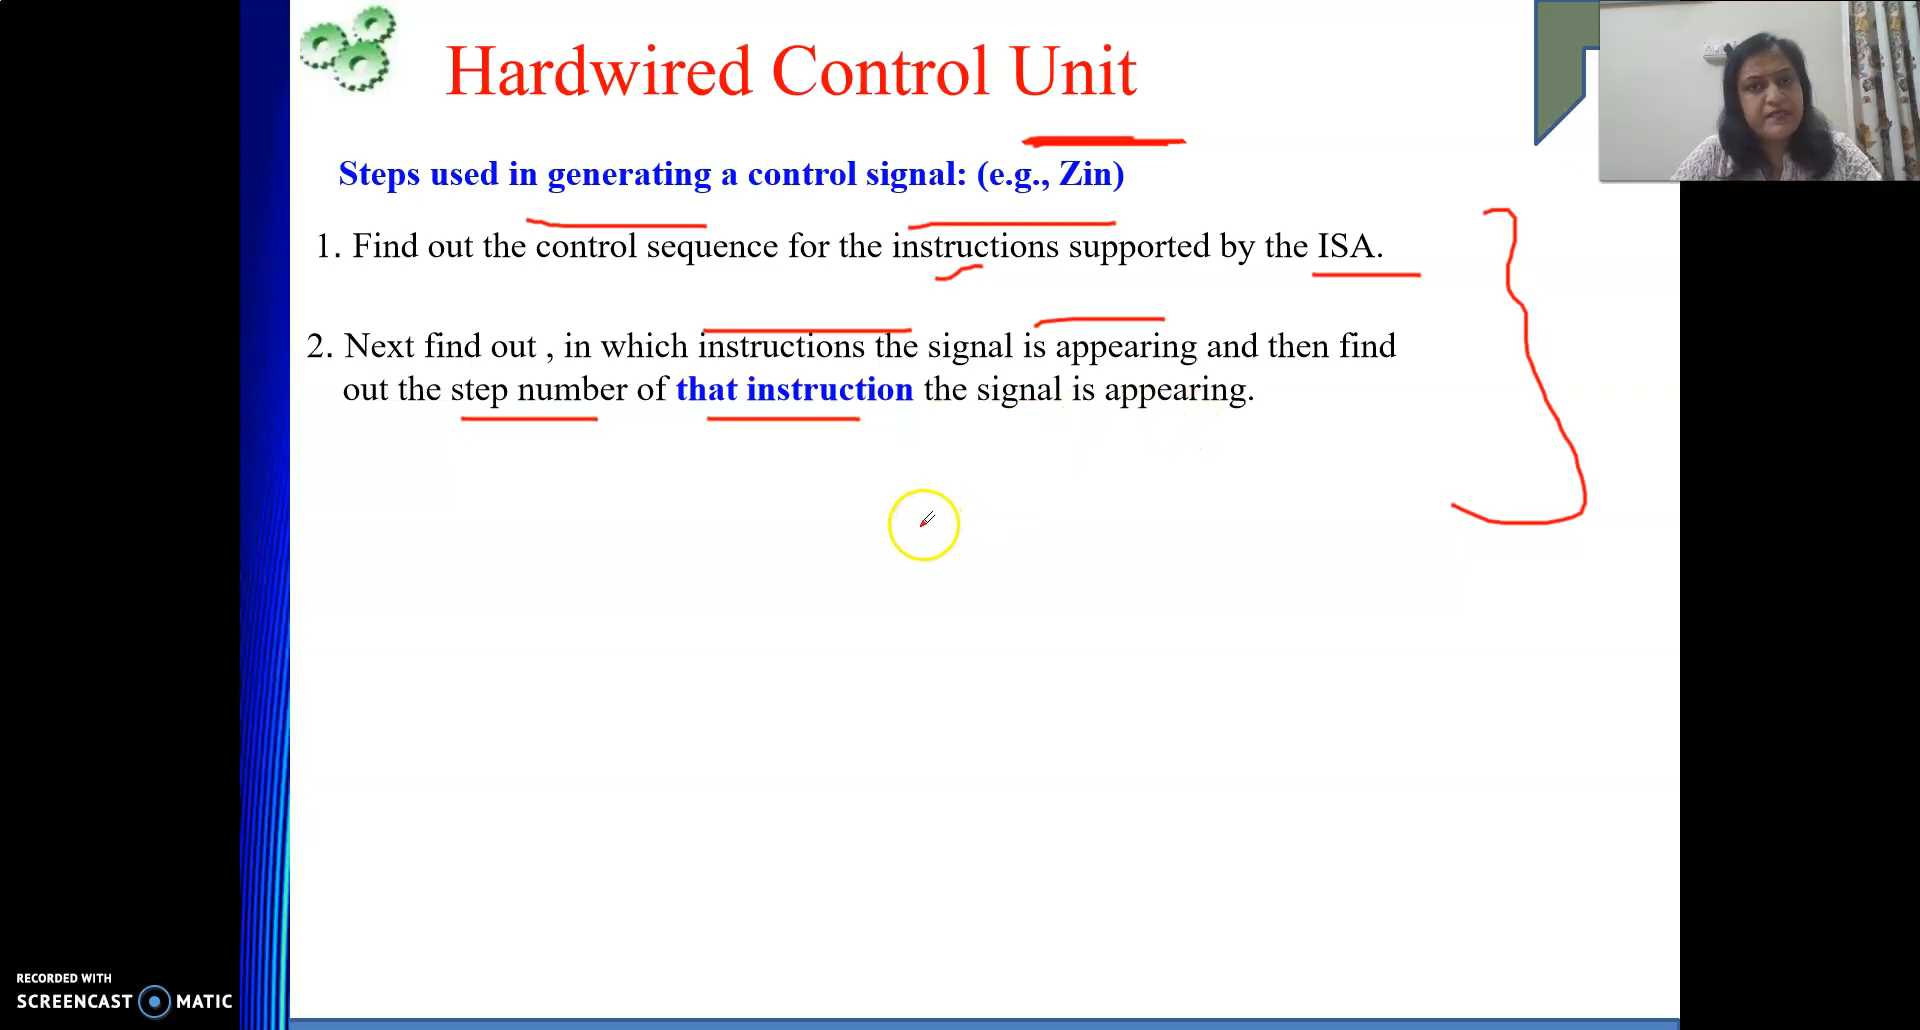 Hardwired Control Unit
Steps used in generating a control signal: (e.g., Zin)
1. Find out the control sequence for the instructions supported by the ISA.
2. Next find out , in which instructions the signal is appearing and then find
out the step number of that instruction the signal is appearing.
RECORDED WITH
SCREENCAST MATIC